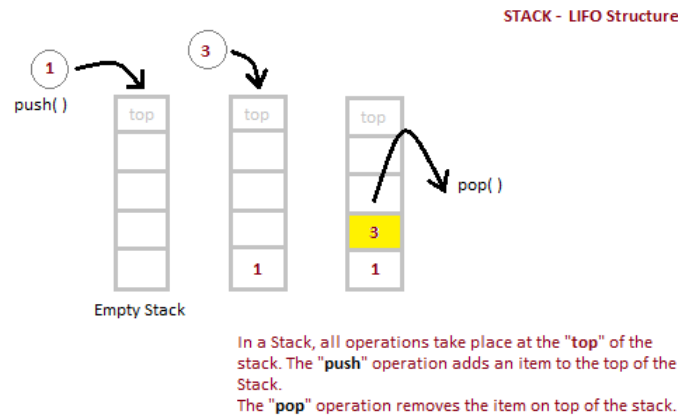 STACK - LIFO Structure
1
3
push( )
top
top
top
pop( )
3
1
1
Empty Stack
In a Stack, all operations take place at the "top" of the
stack. The "push" operation adds an item to the top of the
Stack.
The "pop" operation removes the item on top of the stack.